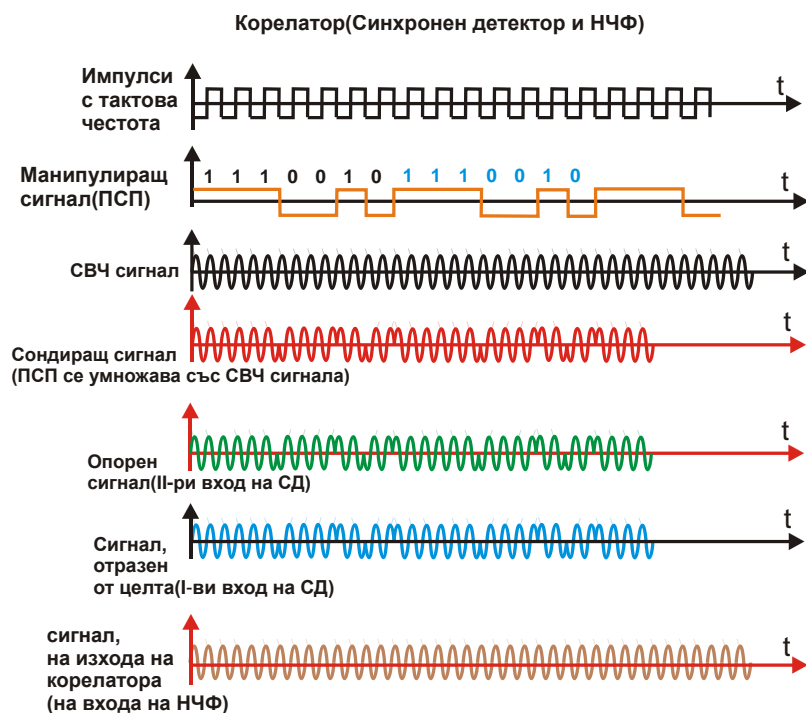 Корелатор(Синхронен детектор и НЧФ)
Импулси
с тактова
честота
t
Манипулиращ
сигнал(ПСП)
1 1 1 0 0 1 0 1 1 1 0 0 1 0
t
СВЧ сигнал
t
Сондиращ сигнал
(ПСП се умножава със СВЧ сигнала)
t
Опорен
сигнал(II-ри вход на СД)
t
Сигнал,
отразен
от целта(I-ви вход на СД)
t
сигнал,
на изхода на
корелатора
(на входа на НЧФ)
t